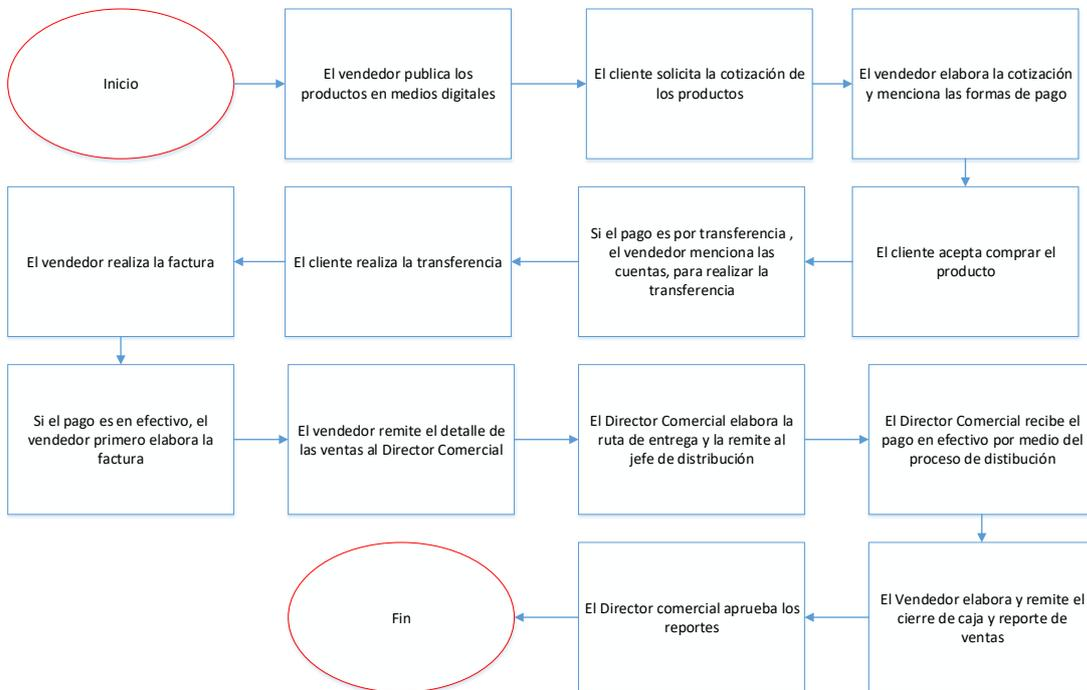 Inicio
El vendedor publica los
productos en medios digitales
El cliente solicita la cotización de
los productos
El vendedor elabora la cotización
y menciona las formas de pago
El cliente acepta comprar el
producto
Si el pago es por transferencia ,
el vendedor menciona las
cuentas, para realizar la
transferencia
El cliente realiza la transferencia
El vendedor realiza la factura
Si el pago es en efectivo, el
vendedor primero elabora la
factura
El vendedor remite el detalle de
las ventas al Director Comercial
El Director Comercial elabora la
ruta de entrega y la remite al
jefe de distribución
El Director Comercial recibe el
pago en efectivo por medio del
proceso de distibución
El Vendedor elabora y remite el
cierre de caja y reporte de
ventas
El Director comercial aprueba los
reportes
Fin